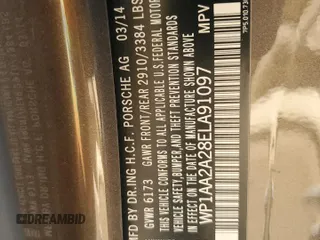 MFD BY DR.ING H.C.F. PORSCHE AG 03/14
GVWR 6173 GAWR FRONT/REAR 2910/3384 LBS
THIS VEHICLE CONFORMS TO ALL APPLICABLE U.S. FEDERAL MOTOR
VEHICLE SAFETY, BUMPER, AND THEFT PREVENTION STANDARDS
IN EFFECT ON THE DATE OF MANUFACTURE SHOWN ABOVE
WP1AA2A28ELA91097 MPV
DREAMBID